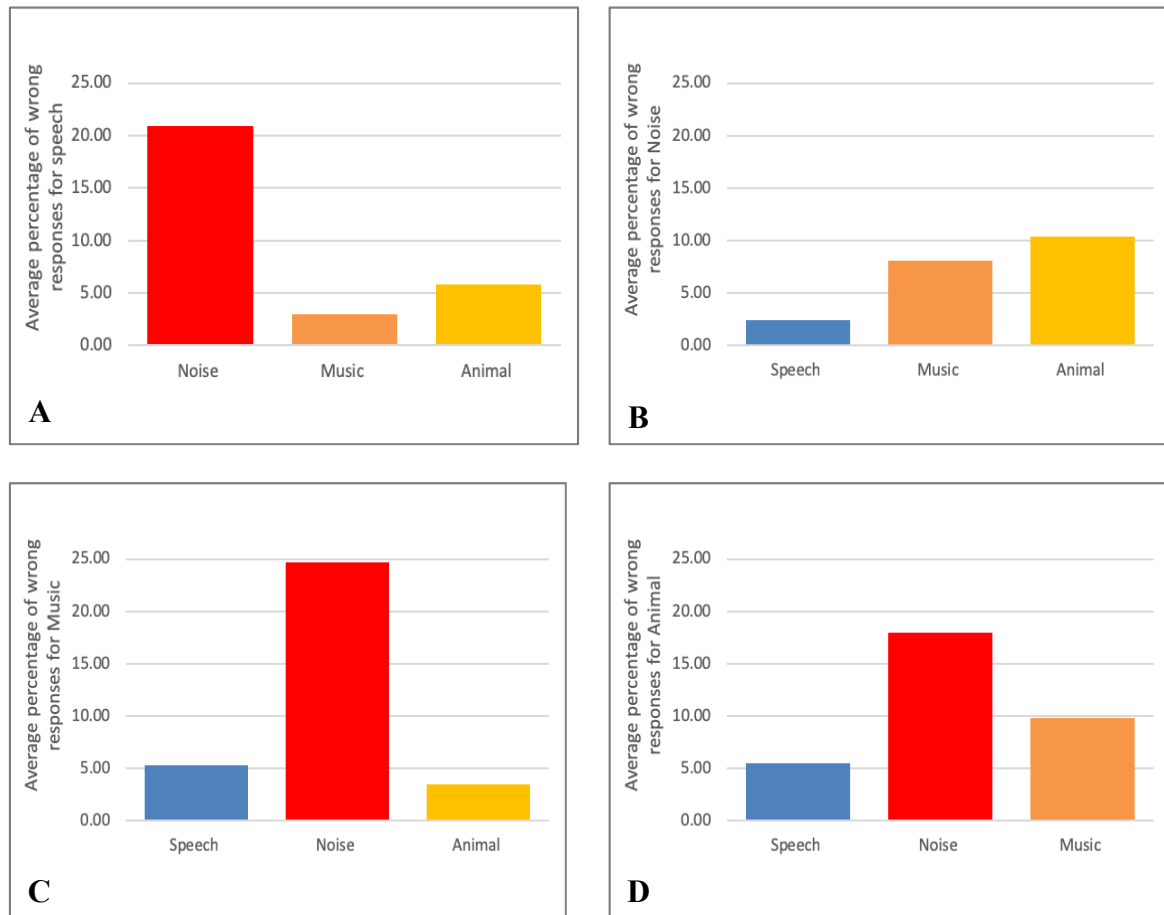 Average percentage of wrong
responses for speech
25.00
20.00
15.00
10.00
5.00
0.00
Noise Music Animal
A
Average percentage of wrong
responses for Noise
25.00
20.00
15.00
10.00
5.00
0.00
Speech Music Animal
B
Average percentage of wrong
responses for Music
25.00
20.00
15.00
10.00
5.00
0.00
Speech Noise Animal
C
Average percentage of wrong
responses for Animal
25.00
20.00
15.00
10.00
5.00
0.00
Speech Noise Music
D